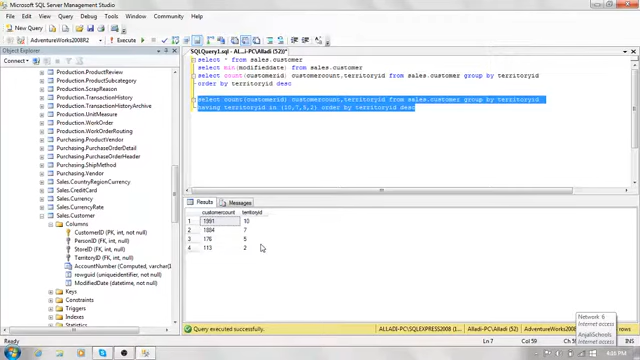 Microsoft SQL Server Management Studio
File Edit View Query Project Debug Tools Window Community Help
New Query
AdventureWorks2008R2
Execute
Object Explorer
Connect
Production.ProductReview
Production.ScrapReason
Production.TransactionHistory
Production.TransactionHistoryArchive
Production.UnitMeasure
Production.WorkOrder
Production.WorkOrderRouting
Purchasing.ProductVendor
Purchasing.PurchaseOrderDetail
Purchasing.PurchaseOrderHeader
Purchasing.ShipMethod
Purchasing.Vendor
Sales.CountryRegionCurrency
Sales.CreditCard
Sales.Currency
Sales.CurrencyRate
Sales.Customer
Columns
CustomerID (PK, int, not null)
PersonID (FK, int, null)
StoreID (FK, int, null)
TerritoryID (FK, int, null)
AccountNumber (Computed, varchar
rowguid (uniqueidentifier, not null)
ModifiedDate (datetime, not null)
Keys
Constraints
Triggers
Indexes
Statistics
SQLQuery1.sql - AL...i-PC\Alladi (52))*
select * from sales.customer
select min(modifieddate) from sales.customer
select count(customerid) customercount,territoryid from sales.customer group by territoryid
order by territoryid desc
select count(customerid) customercount,territoryid from sales.customer group by territoryid
having territoryid in (10,7,5,2) order by territoryid desc
Results Messages
customercount territoryid
1 1991 10
2 1884 7
3 176 5
4 113 2
Query executed successfully.
ALLADI-PC\SQLEXPRESS2008
Alladi-PC\Alladi (52)
AdventureWorks2008
Network 6
Internet access
AnjaliSchools
Internet access
Ready
Ln 7
Col 59
4:04 PM